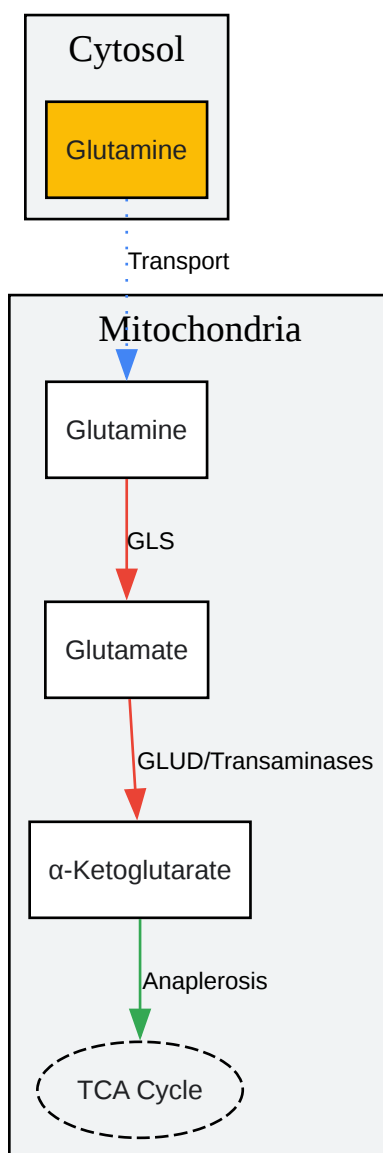 Cytosol
Glutamine
Transport
Mitochondria
Glutamine
GLS
Glutamate
GLUD/Transaminases
α-Ketoglutarate
Anaplerosis
TCA Cycle